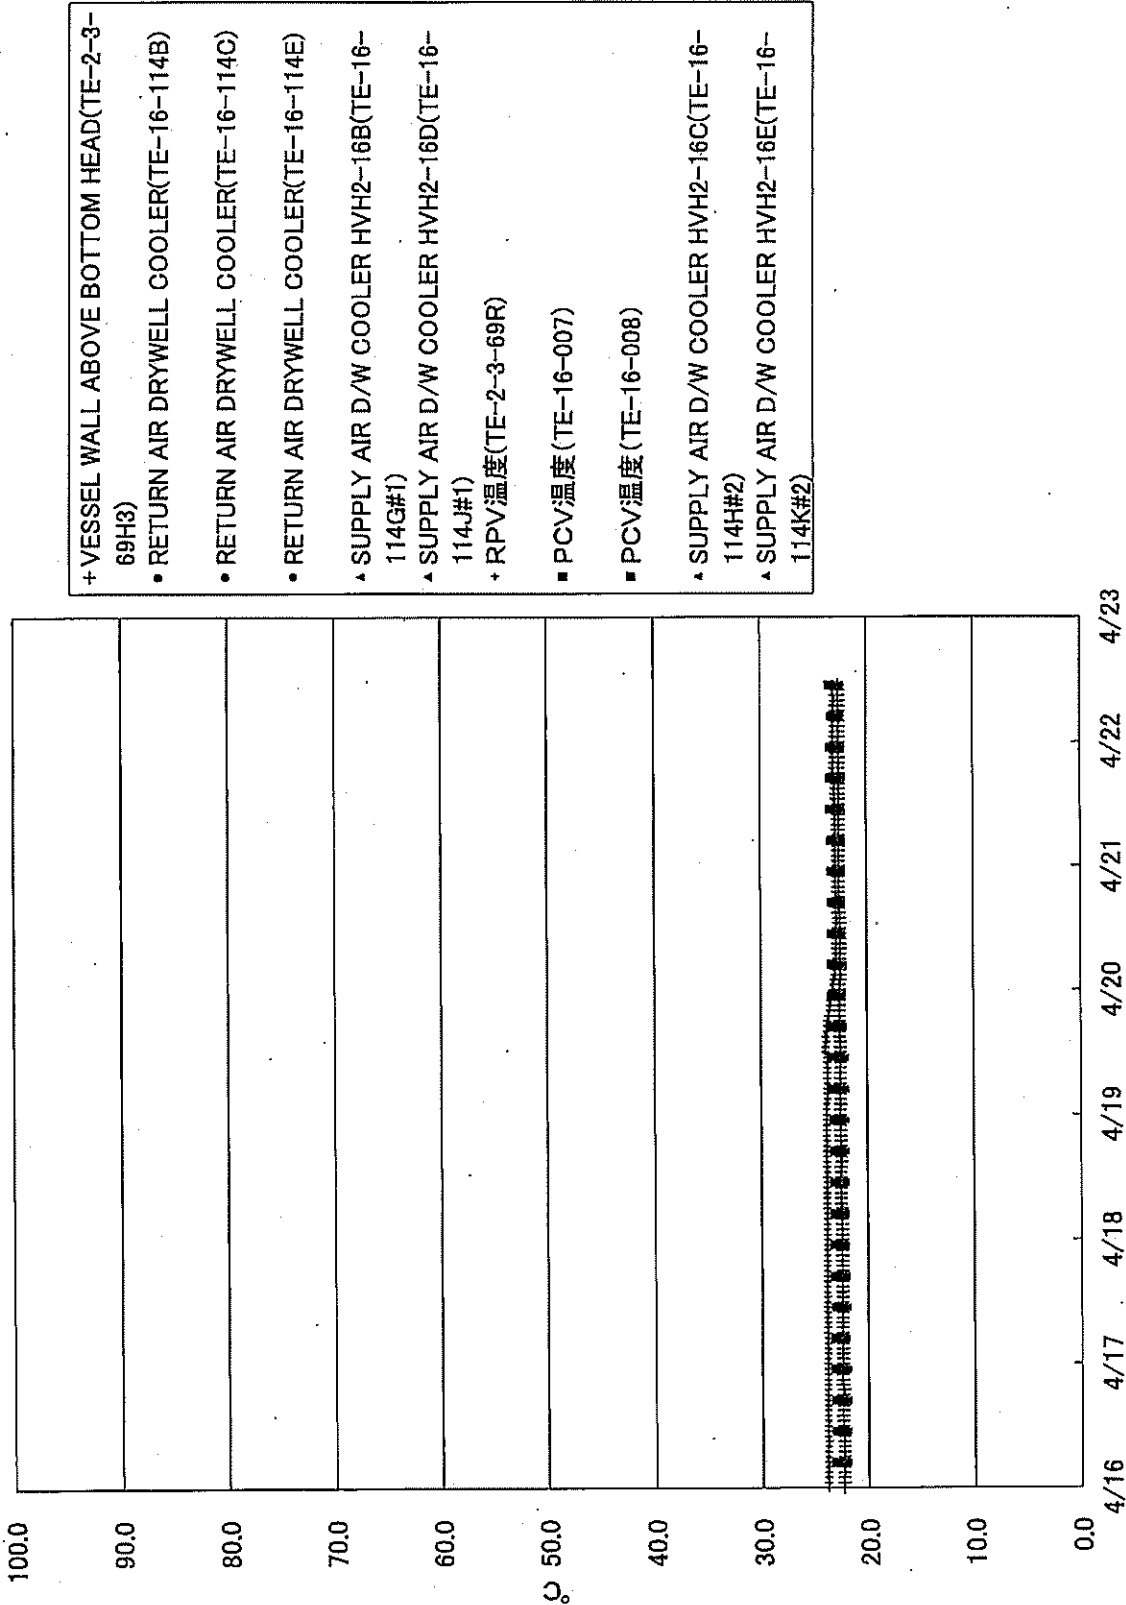 100.0
90.0
80.0
70.0
60.0
50.0
40.0
30.0
20.0
10.0
0.0
℃
4/16
4/17
4/18
4/19
4/20
4/21
4/22
4/23
+ VESSEL WALL ABOVE BOTTOM HEAD(TE-2-3-
69H3)
• RETURN AIR DRYWELL COOLER(TE-16-114B)
• RETURN AIR DRYWELL COOLER(TE-16-114C)
• RETURN AIR DRYWELL COOLER(TE-16-114E)
▲ SUPPLY AIR D/W COOLER HVH2-16B(TE-16-
114G#1)
▲ SUPPLY AIR D/W COOLER HVH2-16D(TE-16-
114J#1)
+ RPV温度(TE-2-3-69R)
■ PCV温度(TE-16-007)
■ PCV温度(TE-16-008)
▲ SUPPLY AIR D/W COOLER HVH2-16C(TE-16-
114H#2)
▲ SUPPLY AIR D/W COOLER HVH2-16E(TE-16-
114K#2)